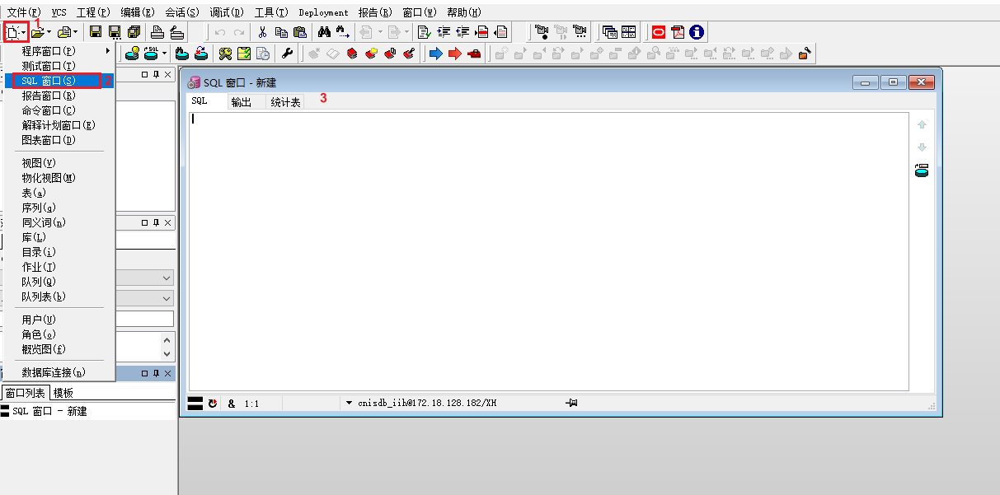 文件(F) VCS 工程(P) 编辑(E) 会话(S) 调试(D) 工具(T) Deployment 报告(R) 窗口(W) 帮助(H)
1
程序窗口(P)
测试窗口(T)
SQL 窗口(S) 2
报告窗口(R)
命令窗口(C)
解释计划窗口(E)
图表窗口(D)
视图(V)
物化视图(M)
表(a)
序列(q)
同义词(n)
库(L)
目录(i)
作业(J)
队列(Q)
队列表(b)
用户(U)
角色(o)
概览图(f)
数据库连接(n)
窗口列表 模板
SQL 窗口 - 新建
SQL 窗口 - 新建
SQL 输出 统计表 3
& 1:1 cnisdb_iih@172.18.128.182/XH